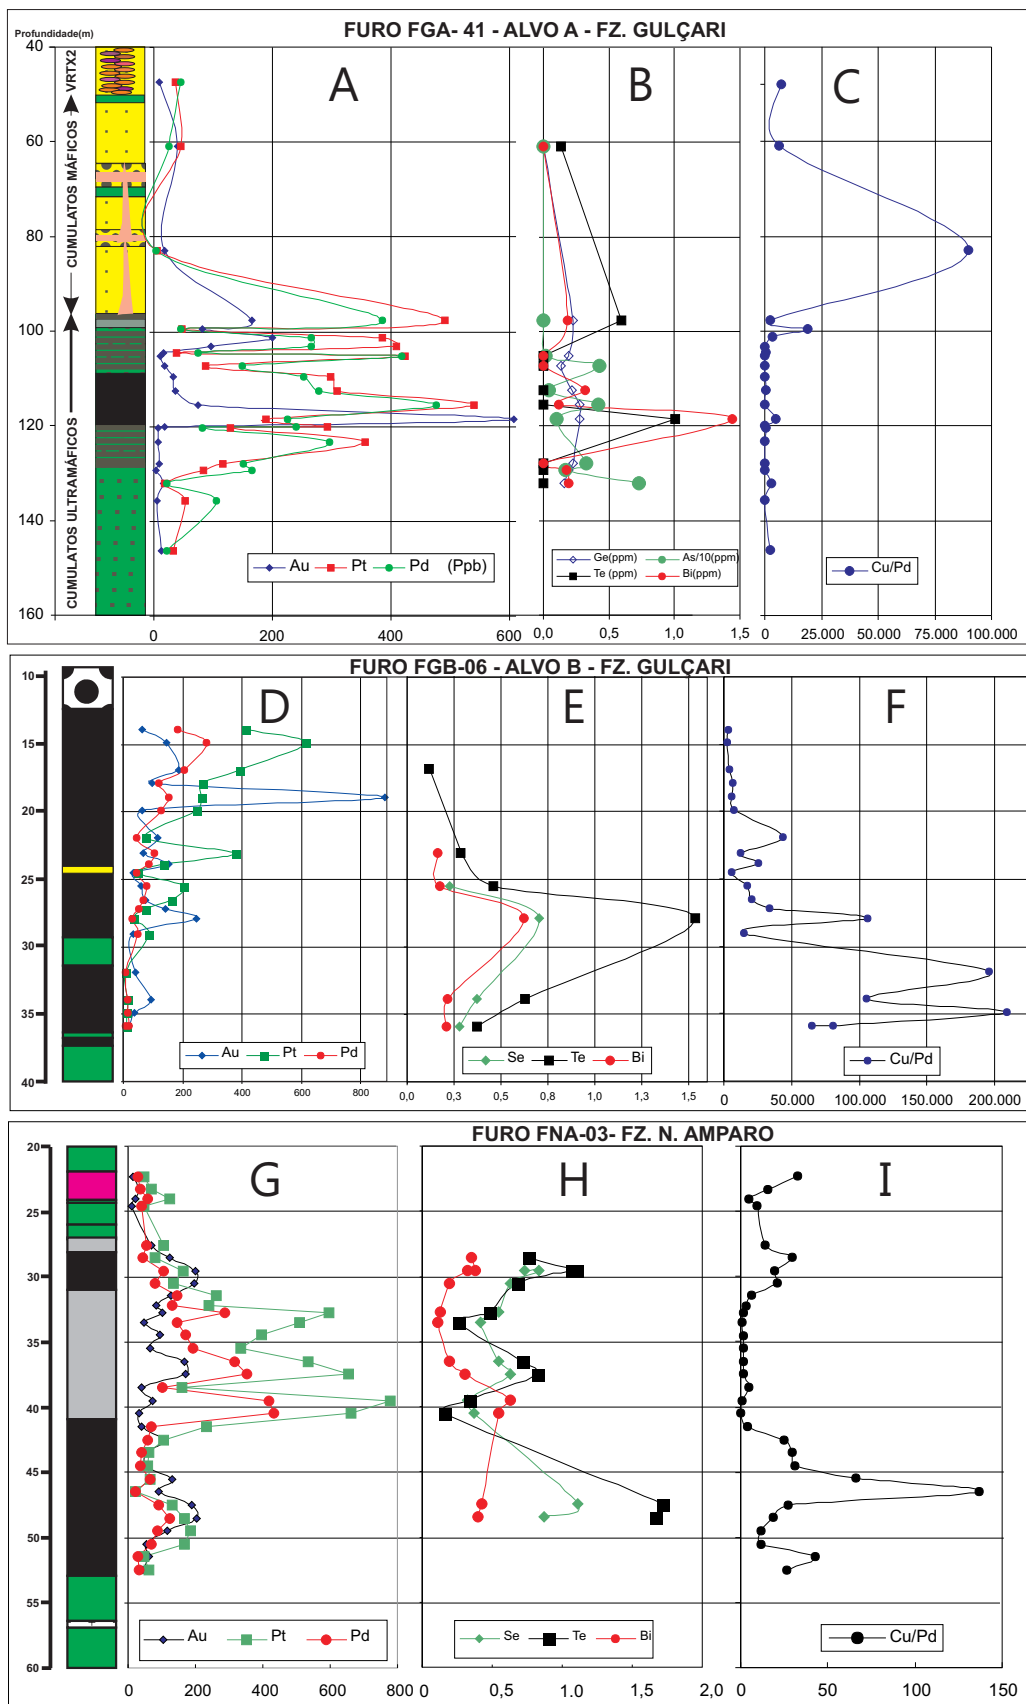 FURO FGA- 41 - ALVO A - FZ. GULÇARI
Profundidade(m)
A
B
C
40
60
80
100
120
140
160
VRTX2
CUMULATOS MÁFICOS
CUMULATOS ULTRAMÁFICOS
Au Pt Pd (Ppb)
Ge(ppm) As/10(ppm)
Te (ppm) Bi(ppm)
Cu/Pd
0 200 400 600
0,0 0,5 1,0 1,5
0 25.000 50.000 75.000 100.000
FURO FGB-06 - ALVO B - FZ. GULÇARI
D
E
F
10
15
20
25
30
35
40
Au Pt Pd
Se Te Bi
Cu/Pd
0 200 400 600 800
0,0 0,3 0,5 0,8 1,0 1,3 1,5
0 50.000 100.000 150.000 200.000
FURO FNA-03- FZ. N. AMPARO
G
H
I
20
25
30
35
40
45
50
55
60
Au Pt Pd
Se Te Bi
Cu/Pd
0 200 400 600 800
0 0,5 1.0 1,5 2,0
0 50 100 150